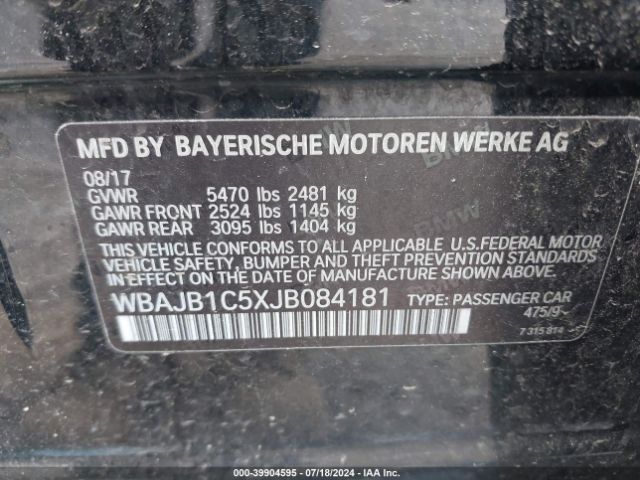 MFD BY BAYERISCHE MOTOREN WERKE AG
08/17
GVWR 5470 lbs 2481 kg
GAWR FRONT 2524 lbs 1145 kg
GAWR REAR 3095 lbs 1404 kg
THIS VEHICLE CONFORMS TO ALL APPLICABLE U.S.FEDERAL MOTOR
VEHICLE SAFETY, BUMPER AND THEFT PREVENTION STANDARDS
IN EFFECT ON THE DATE OF MANUFACTURE SHOWN ABOVE.
WBAJB1C5XJB084181 TYPE: PASSENGER CAR
475/9-
7 315 814
BMW
BMW
000-39904595 - 07/18/2024 - IAA Inc.